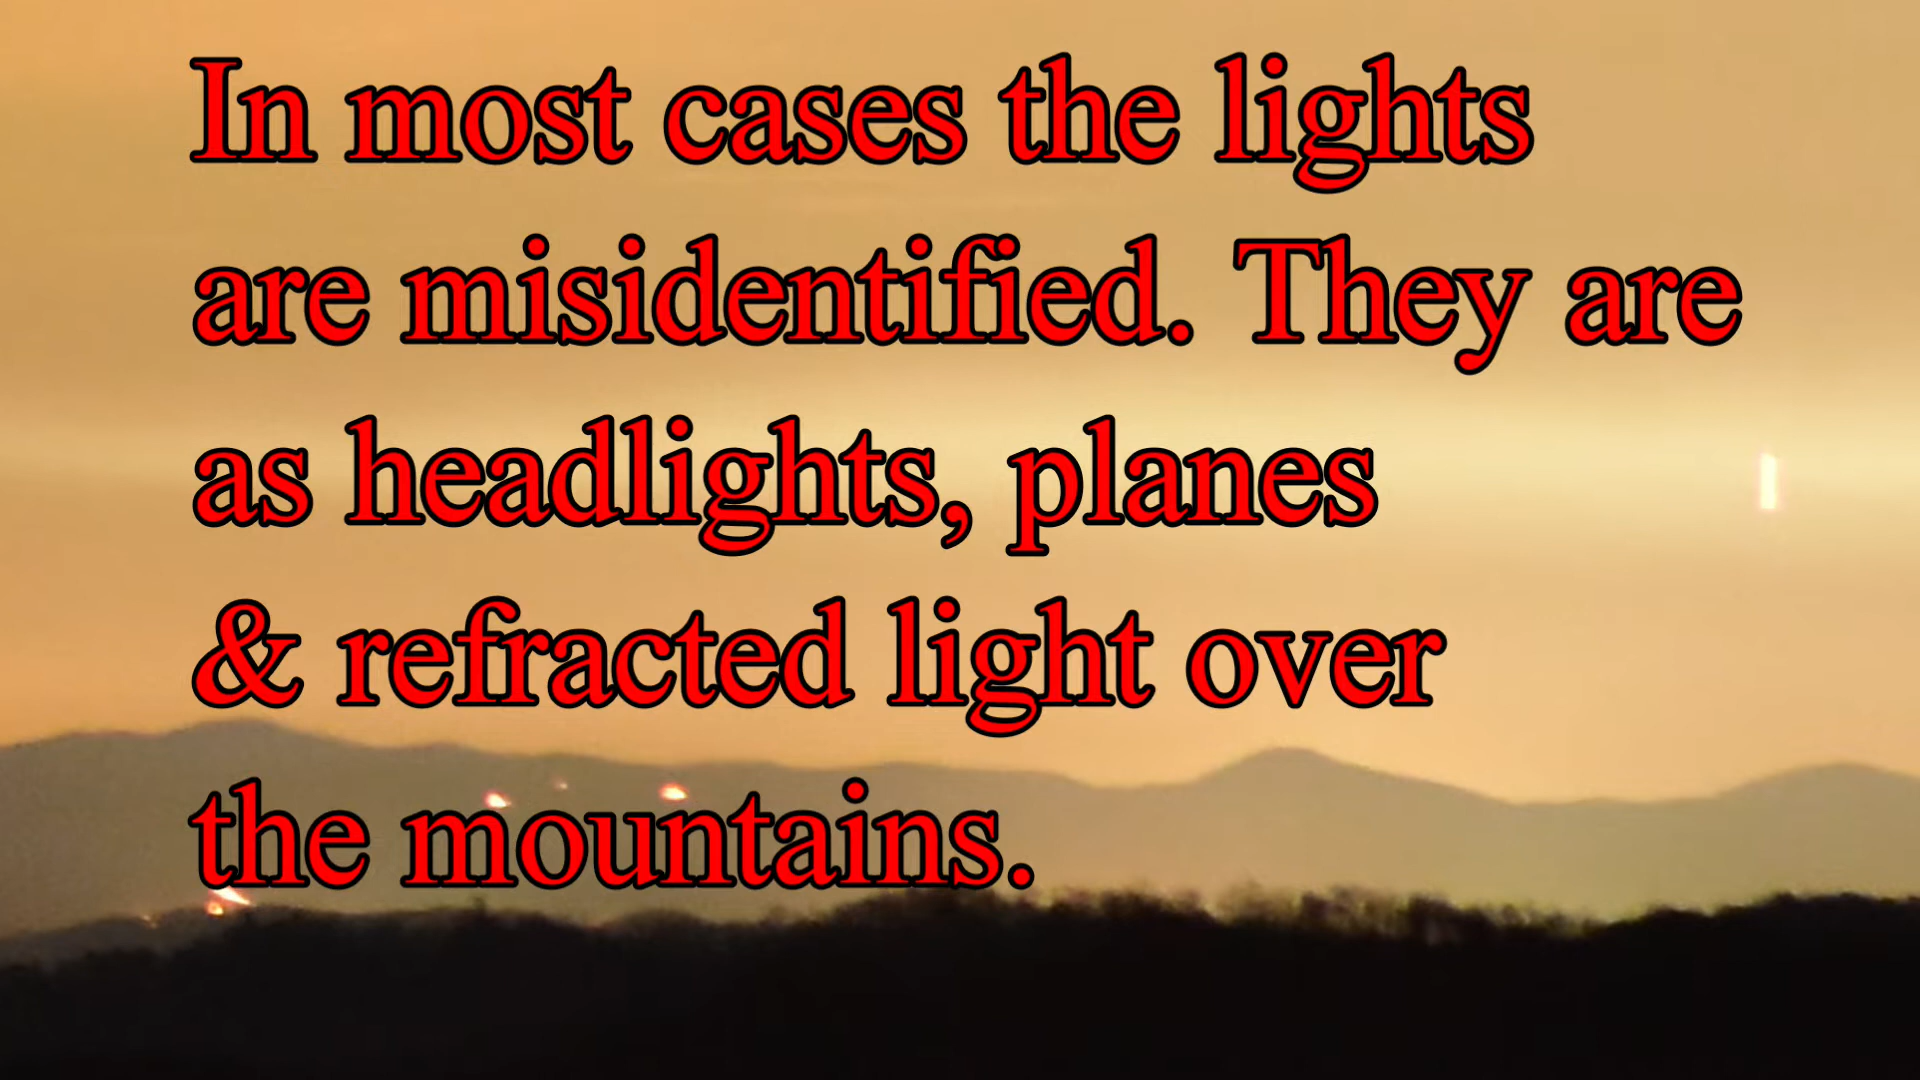 In most cases the lights
are misidentified. They are
as headlights, planes
& refracted light over
the mountains.